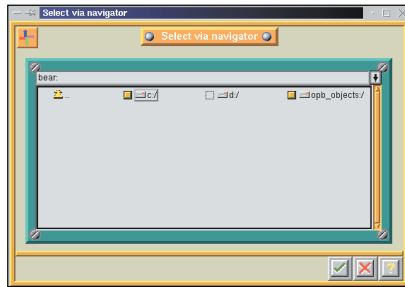 Select via navigator
Select via navigator
bear:
.. c:/ d:/ opb_objects:/
?